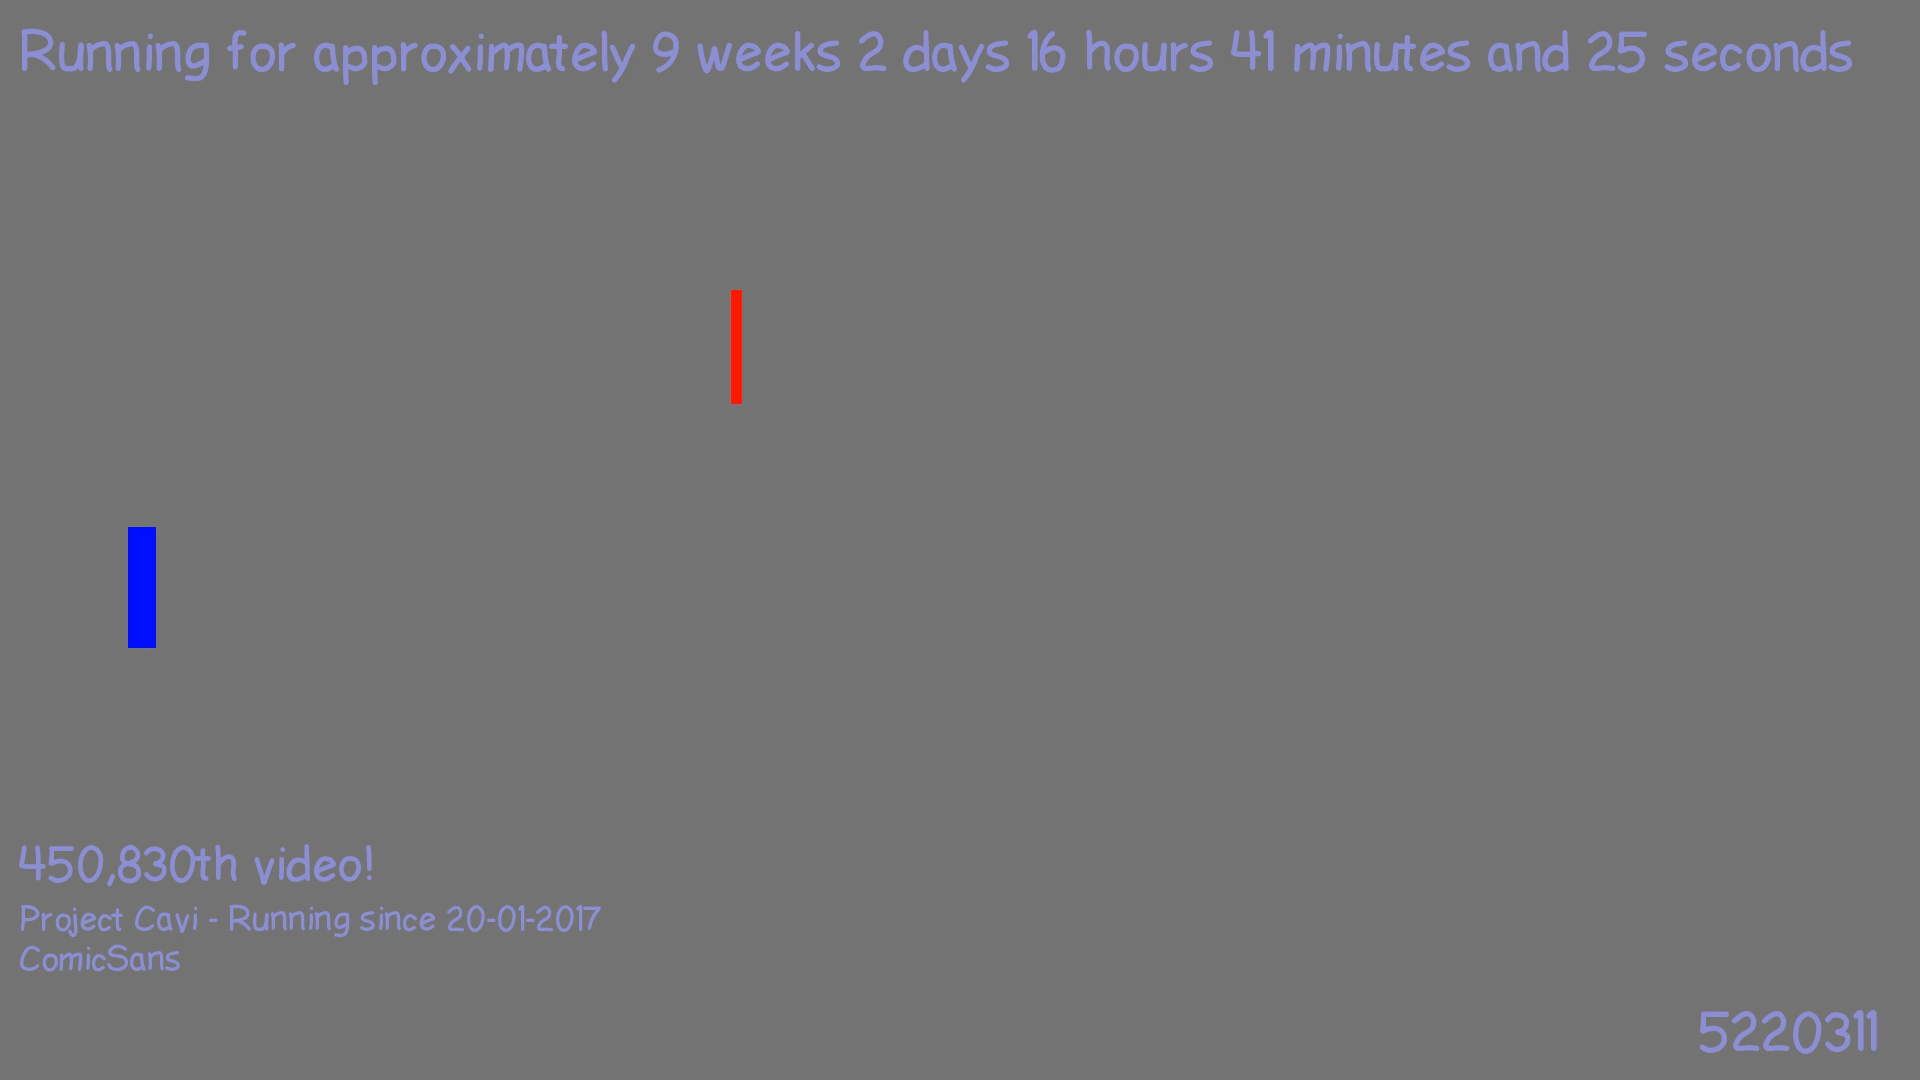 Running for approximately 9 weeks 2 days 16 hours 41 minutes and 25 seconds
450,830th video!
Project Cavi - Running since 20-01-2017
ComicSans
5220311